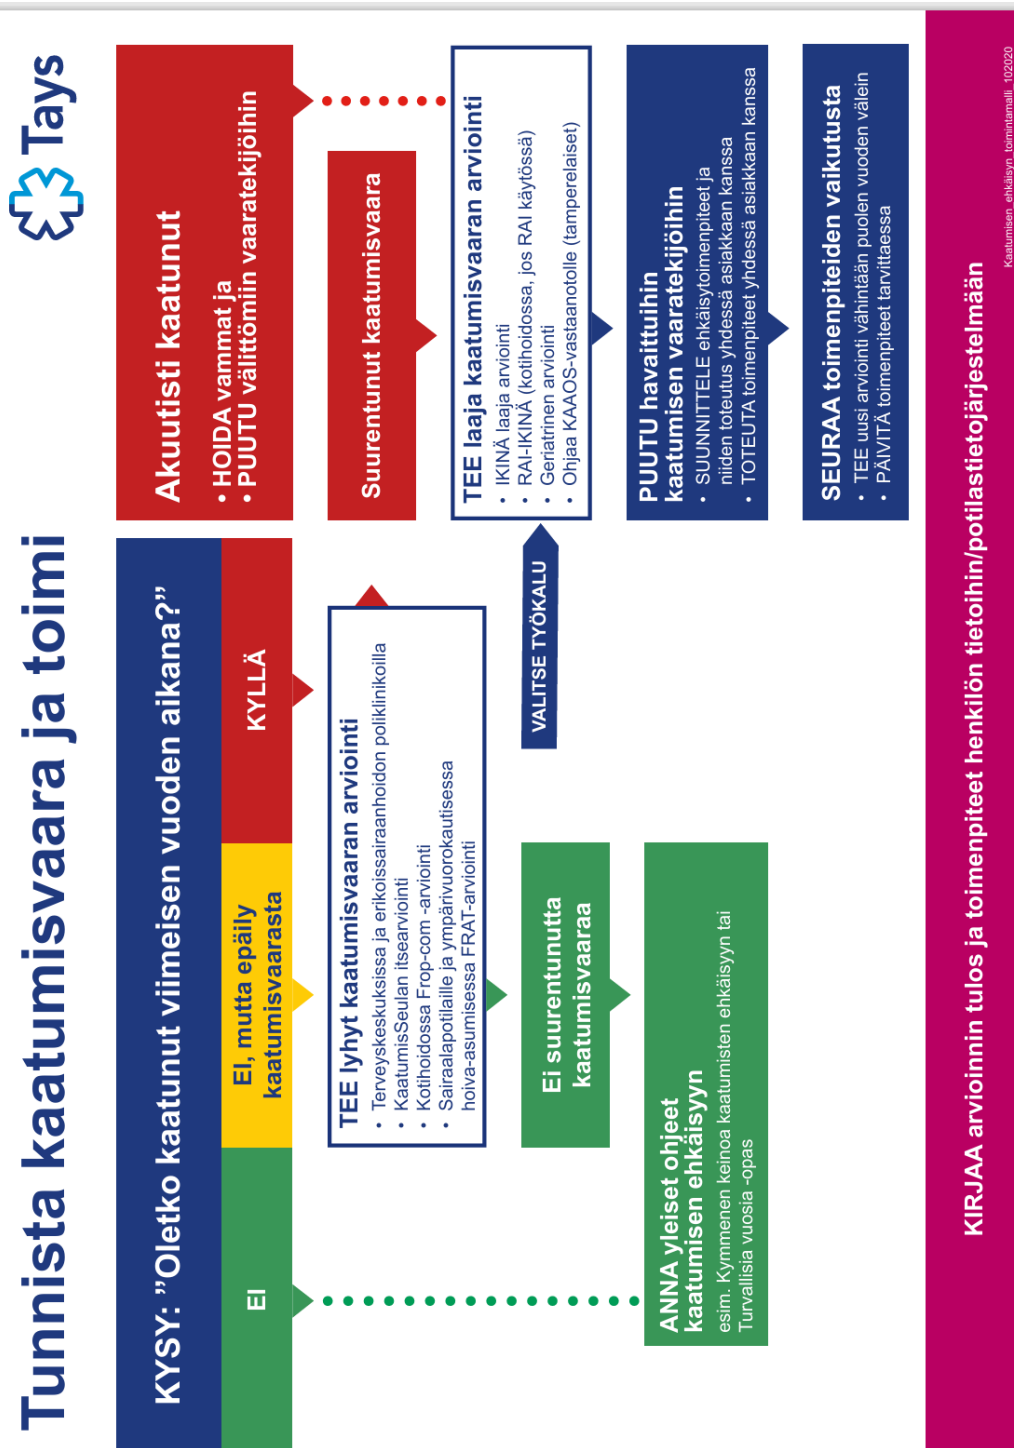 Tunnista kaatumisvaara ja toimi
Tays
KYSY: ”Oletko kaatunut viimeisen vuoden aikana?”
EI
EI, mutta epäily
kaatumisvaarasta
KYLLÄ
Akuutisti kaatunut
• HOIDA vammat ja
• PUUTU välittömiin vaaratekijöihin
TEE lyhyt kaatumisvaaran arviointi
• Terveyskeskuksissa ja erikoissairaanhoidon poliklinikoilla
KaatumisSeulan itsearviointi
• Kotihoidossa Frop-com -arviointi
• Sairaalapotilaille ja ympärivuorokautisessa
hoiva-asumisessa FRAT-arviointi
Suurentunut kaatumisvaara
Ei suurentunutta
kaatumisvaaraa
VALITSE TYÖKALU
TEE laaja kaatumisvaaran arviointi
• IKINÄ laaja arviointi
• RAI-IKINÄ (kotihoidossa, jos RAI käytössä)
• Geriatrinen arviointi
• Ohjaa KAAOS-vastaanotolle (tamperelaiset)
ANNA yleiset ohjeet
kaatumisen ehkäisyyn
esim. Kymmenen keinoa kaatumisten ehkäisyyn tai
Turvallisia vuosia -opas
PUUTU havaittuihin
kaatumisen vaaratekijöihin
• SUUNNITTELE ehkäisytoimenpiteet ja
niiden toteutus yhdessä asiakkaan kanssa
• TOTEUTA toimenpiteet yhdessä asiakkaan kanssa
SEURAA toimenpiteiden vaikutusta
• TEE uusi arviointi vähintään puolen vuoden välein
• PÄIVITÄ toimenpiteet tarvittaessa
KIRJAA arvioinnin tulos ja toimenpiteet henkilön tietoihin/potilastietojärjestelmään
Kaatumisen_ehkäisyn_toimintamalli_102020